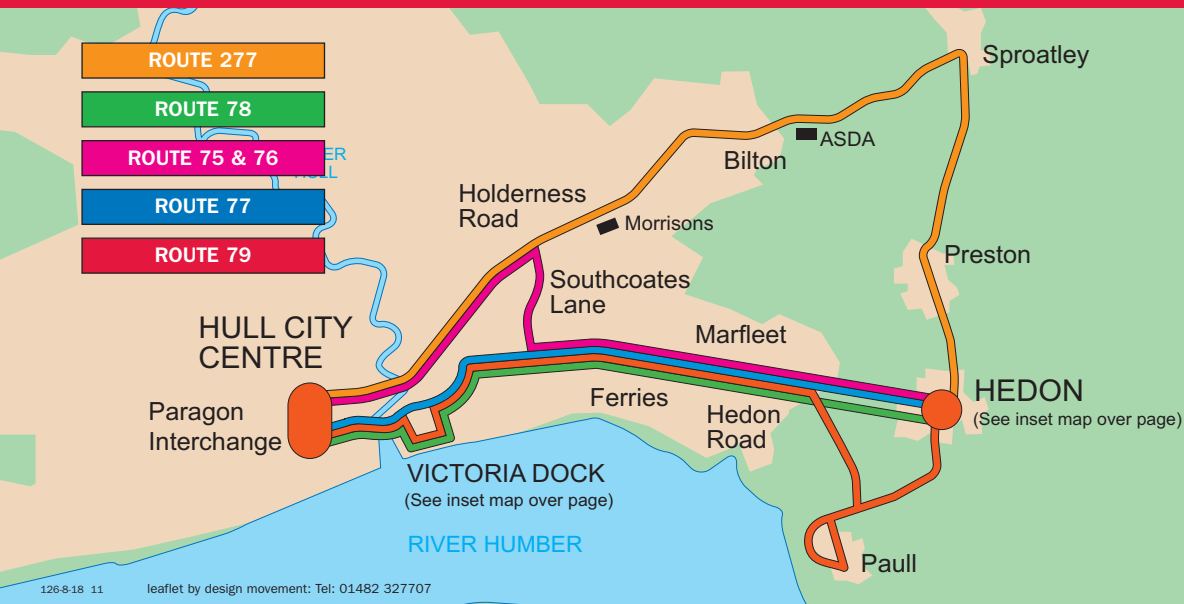 ROUTE 277
ROUTE 78
ROUTE 75 & 76
ROUTE 77
ROUTE 79
Sproatley
ASDA
Bilton
Holderness
Road
Morrisons
Preston
Southcoates
Lane
HULL CITY
CENTRE
Marfleet
Paragon
Interchange
Ferries
Hedon
Road
HEDON
(See inset map over page)
VICTORIA DOCK
(See inset map over page)
RIVER HUMBER
Paull
126-8-18 11
leaflet by design movement: Tel: 01482 327707